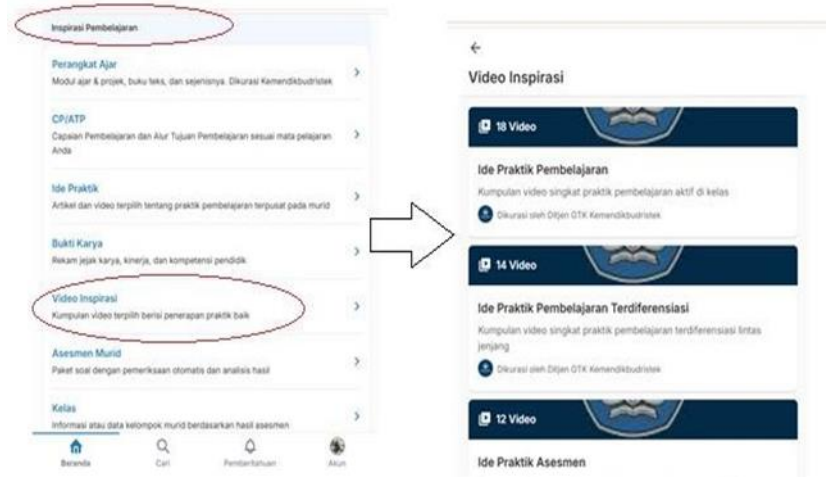 Inspirasi Pembelajaran
Perangkat Ajar
Modul ajar & projek, buku teks, dan sejenisnya. Dikurasi Kemendikbudristek
CP/ATP
Capaian Pembelajaran dan Alur Tujuan Pembelajaran sesuai mata pelajaran
Anda
Ide Praktik
Artikel dan video terpilih tentang praktik pembelajaran terpusat pada murid
Bukti Karya
Rekam jejak karya, kinerja, dan kompetensi pendidik
Video Inspirasi
Kumpulan video terpilih berisi penerapan praktik baik
Asesmen Murid
Paket soal dengan pemeriksaan otomatis dan analisis hasil
Kelas
Informasi atau data kelompok murid berdasarkan hasil asesmen
Beranda
Cari
Pemberitahuan
Akun
Video Inspirasi
18 Video
Ide Praktik Pembelajaran
Kumpulan video singkat praktik pembelajaran aktif di kelas
Dikurasi oleh Ditjen GTK Kemendikbudristek
14 Video
Ide Praktik Pembelajaran Terdiferensiasi
Kumpulan video singkat praktik pembelajaran terdiferensiasi lintas
jenjang
Dikurasi oleh Ditjen GTK Kemendikbudristek
12 Video
Ide Praktik Asesmen